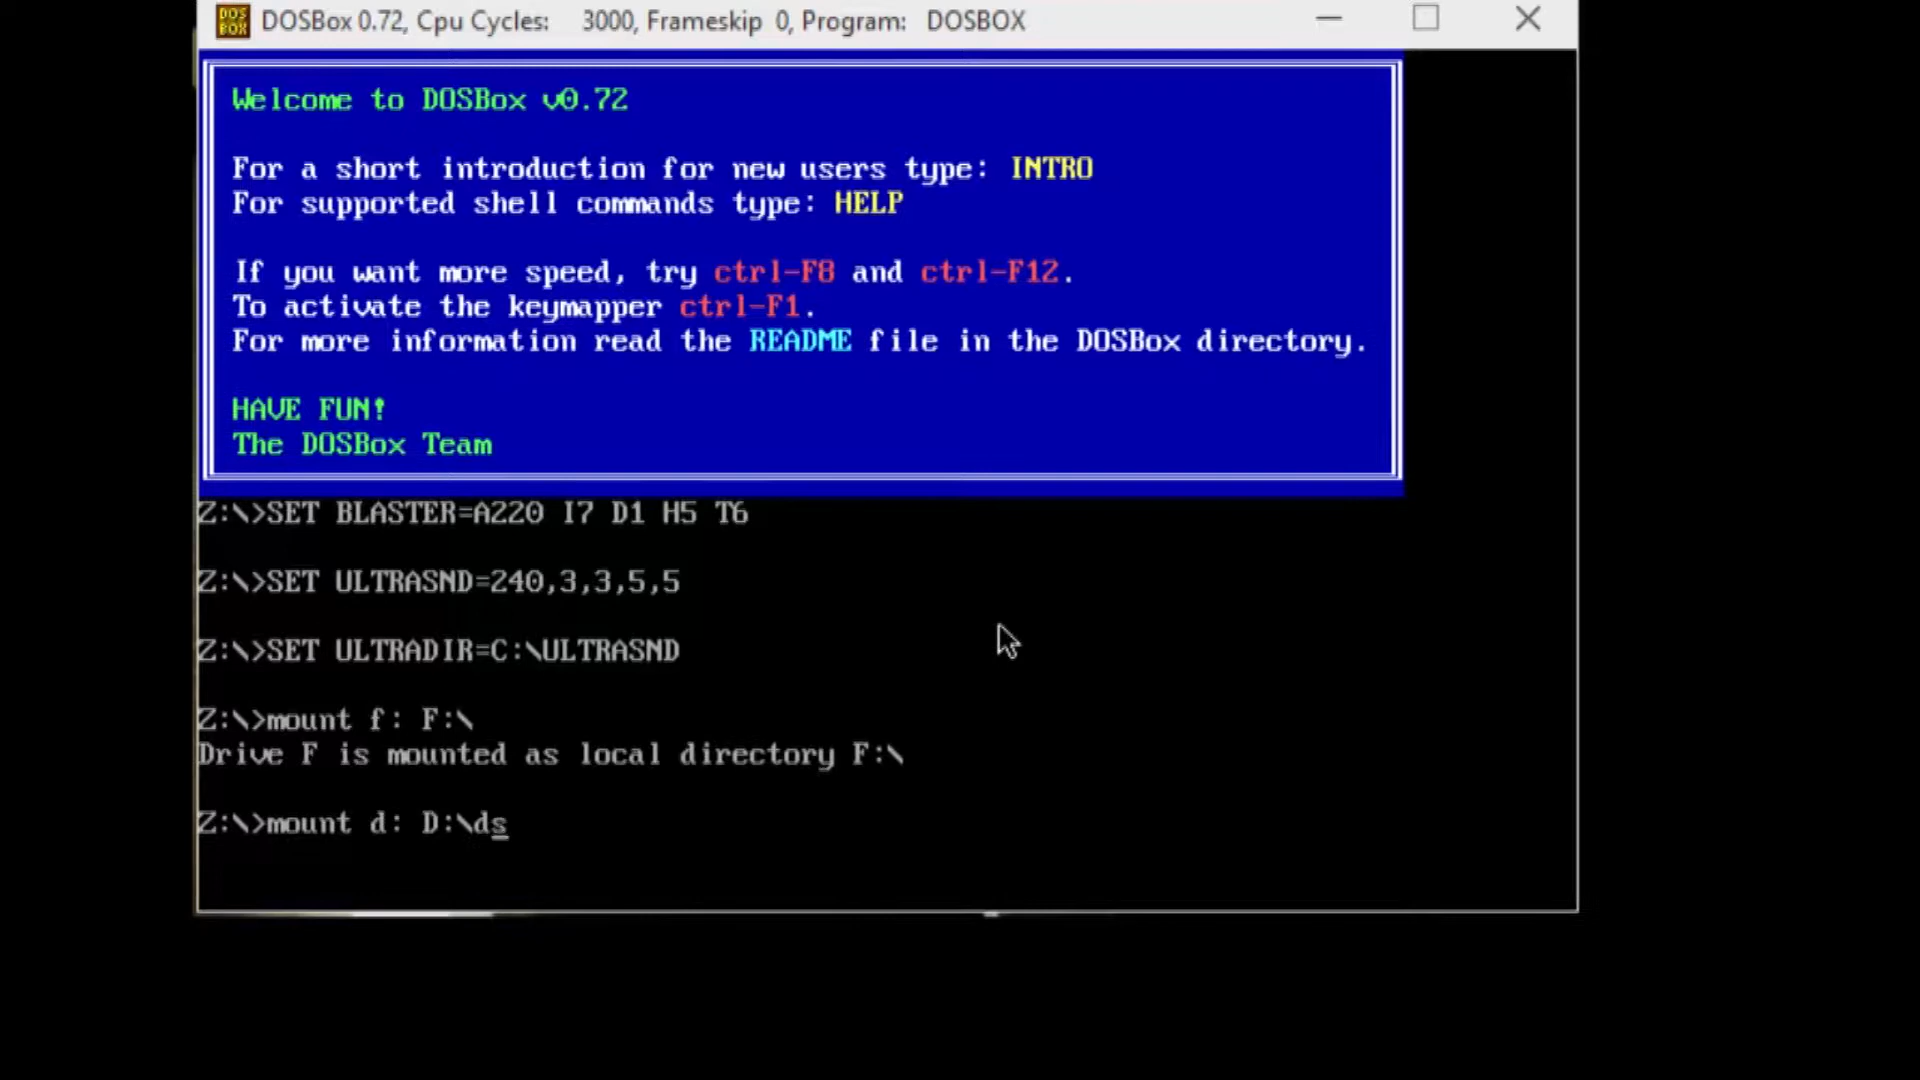 DOS
BOX
DOSBox 0.72, Cpu Cycles: 3000, Frameskip 0, Program: DOSBOX
Welcome to DOSBox v0.72
For a short introduction for new users type: INTRO
For supported shell commands type: HELP
If you want more speed, try ctrl-F8 and ctrl-F12.
To activate the keymapper ctrl-F1.
For more information read the README file in the DOSBox directory.
HAVE FUN!
The DOSBox Team
Z:\>SET BLASTER=A220 I7 D1 H5 T6
Z:\>SET ULTRASND=240,3,3,5,5
Z:\>SET ULTRADIR=C:\ULTRASND
Z:\>mount f: F:\
Drive F is mounted as local directory F:\
Z:\>mount d: D:\ds